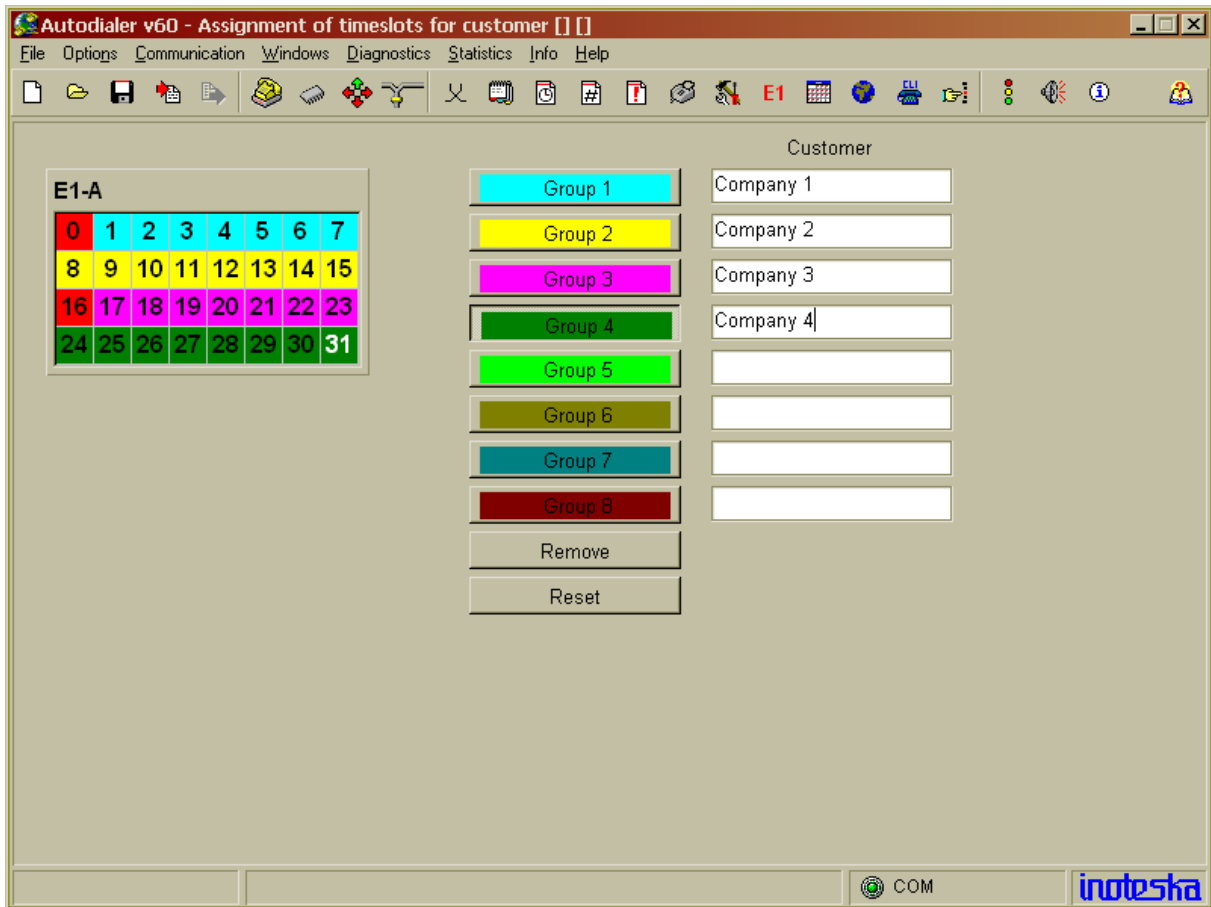 Autodialer v60 - Assignment of timeslots for customer [] []
File Options Communication Windows Diagnostics Statistics Info Help
E1
Customer
E1-A
0 1 2 3 4 5 6 7
8 9 10 11 12 13 14 15
16 17 18 19 20 21 22 23
24 25 26 27 28 29 30 31
Group 1 Company 1
Group 2 Company 2
Group 3 Company 3
Group 4 Company 4
Group 5
Group 6
Group 7
Group 8
Remove
Reset
COM
inoteska